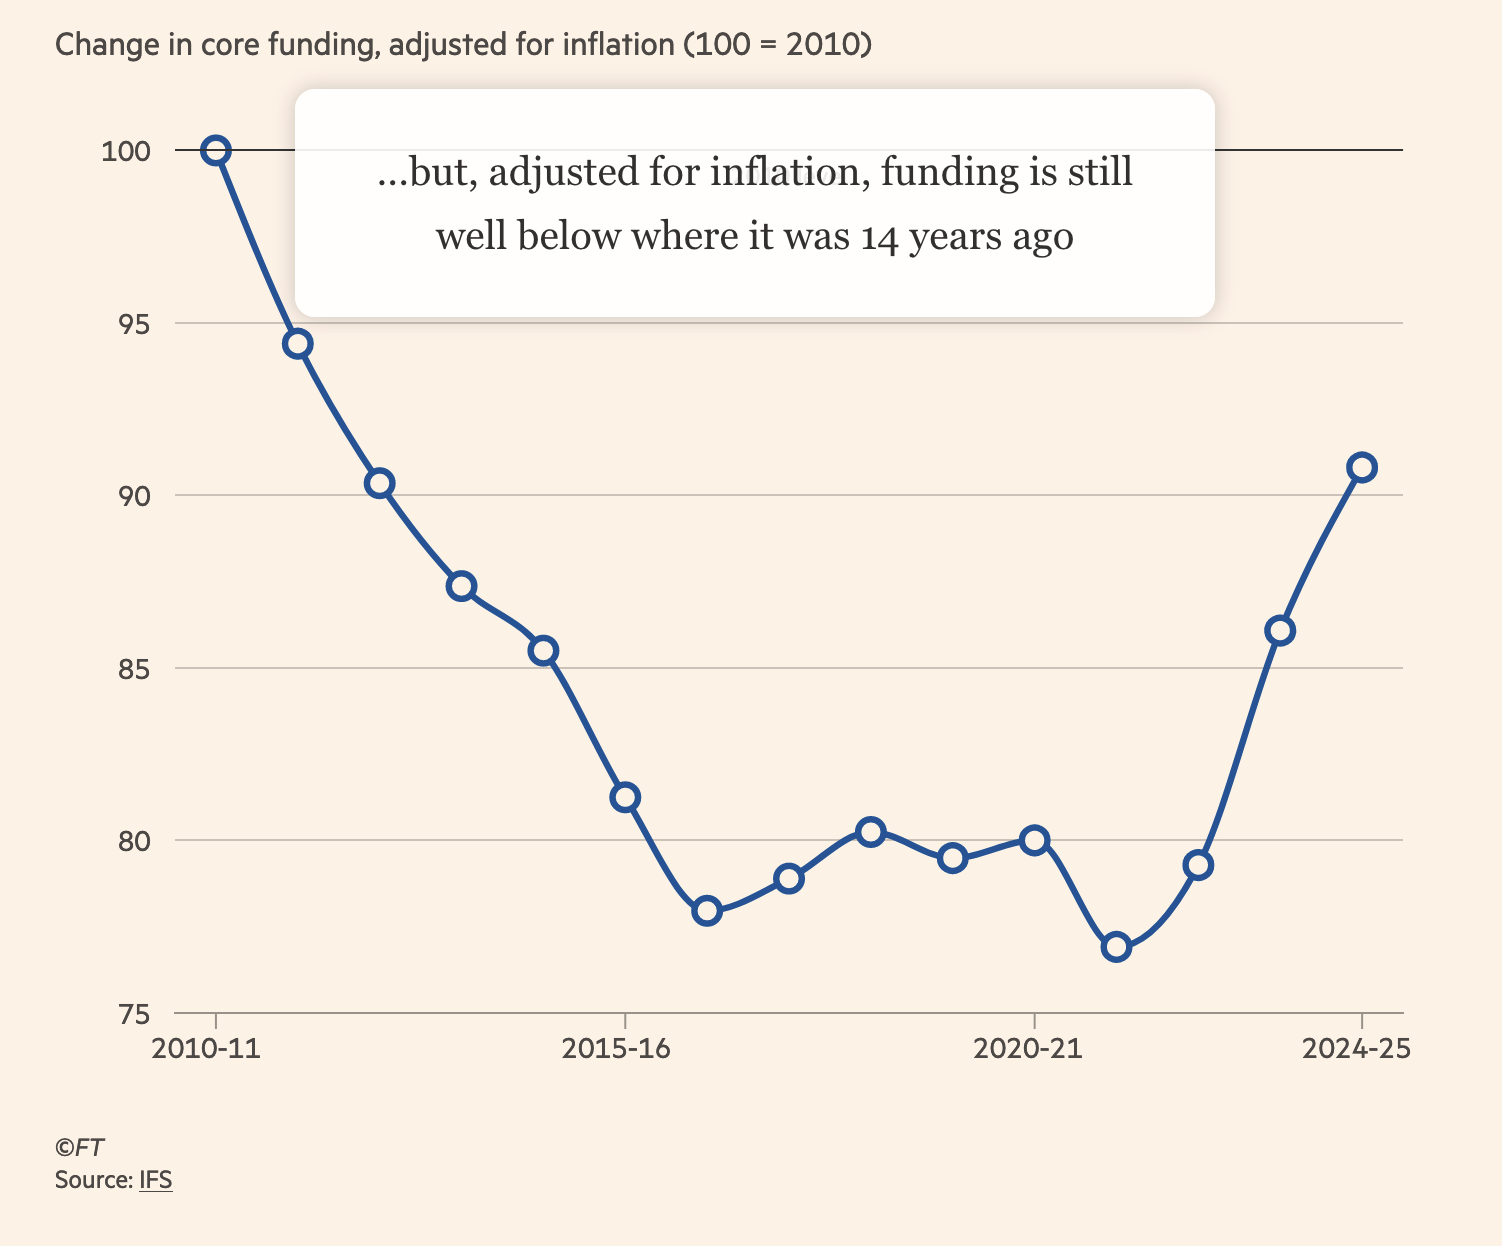 Change in core funding, adjusted for inflation (100 = 2010)
...but, adjusted for inflation, funding is still
well below where it was 14 years ago
100
95
90
85
80
75
2010-11
2015-16
2020-21
2024-25
©FT
Source: IFS